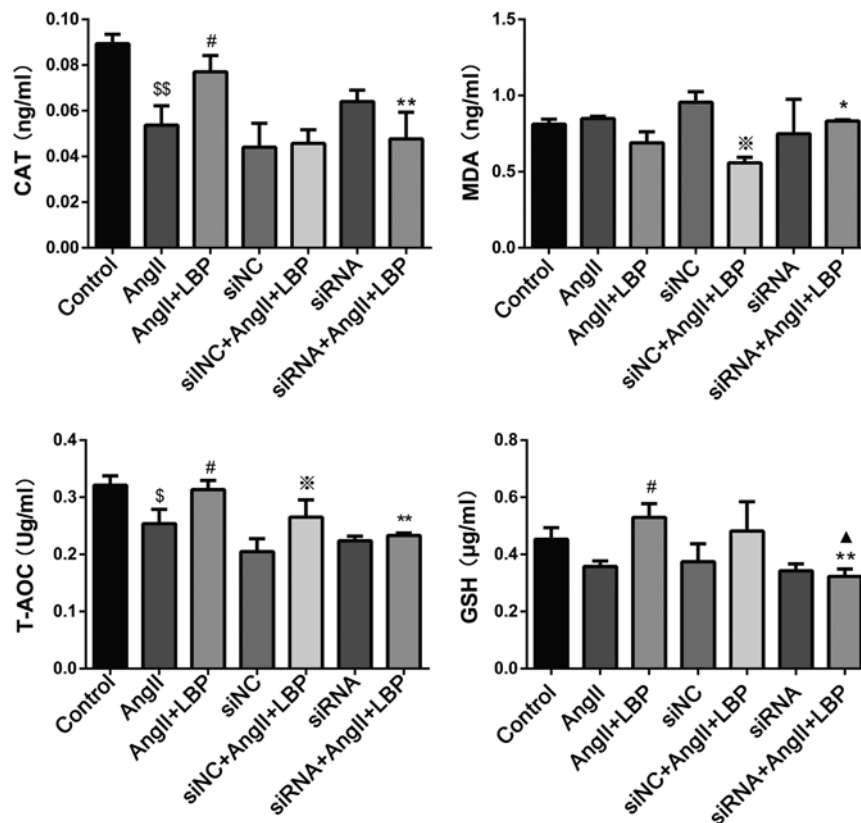 CAT (ng/ml)
0.10
0.08
0.06
0.04
0.02
0.00
$$
#
**
Control
AngII
AngII+LBP
siNC
silNC+AngII+LBP
siRNA
siRNA+AngII+LBP
MDA (ng/ml)
1.5
1.0
0.5
0.0
※
*
Control
AngII
AngII+LBP
siNC
siNC+AngII+LBP
siRNA
siRNA+AngII+LBP
T-AOC (Ug/ml)
0.4
0.3
0.2
0.1
0.0
$
#
※
**
Control
AngII
AngII+LBP
siNC
siNC+AngII+LBP
siRNA
siRNA+AngII+LBP
GSH (μg/ml)
0.8
0.6
0.4
0.2
0.0
#
▲
**
Control
AngII
AngII+LBP
siNC
siNC+AngII+LBP
siRNA
siRNA+AngII+LBP